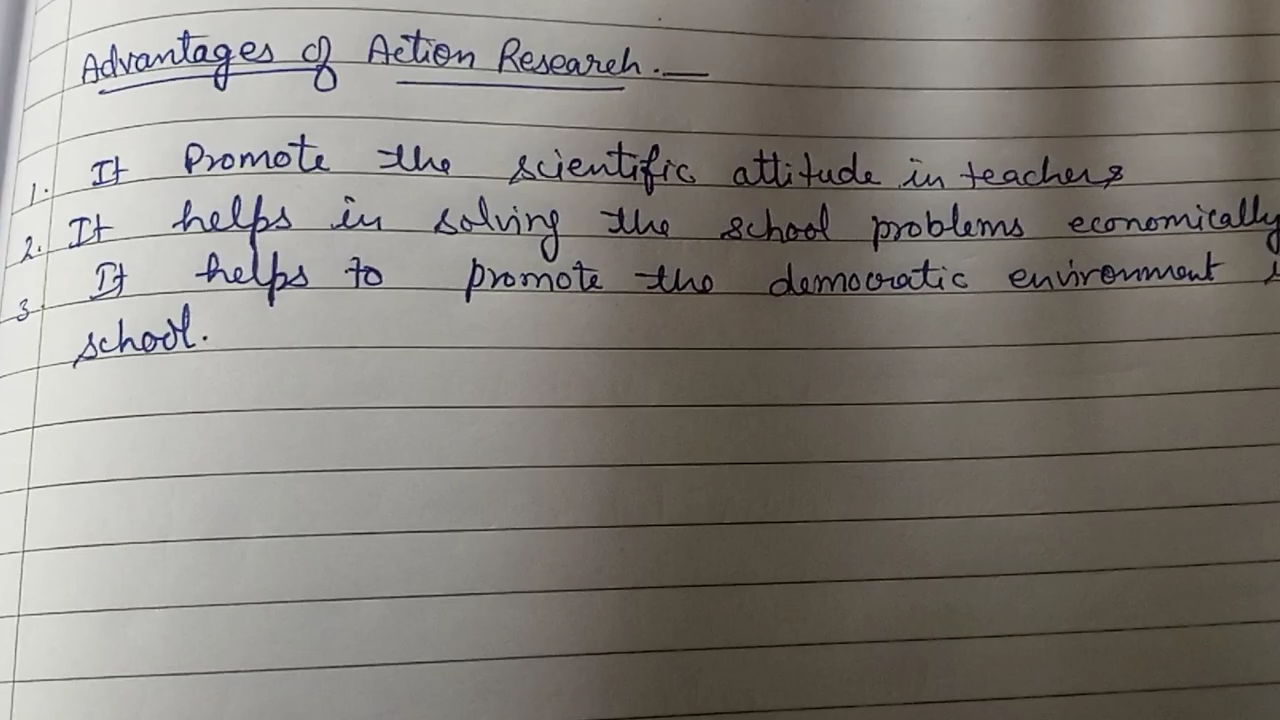 Advantages of Action Research. —
1. It Promote the scientific attitude in teachers
2. It helps in solving the school problems economically
3. It helps to promote the democratic environment
school.